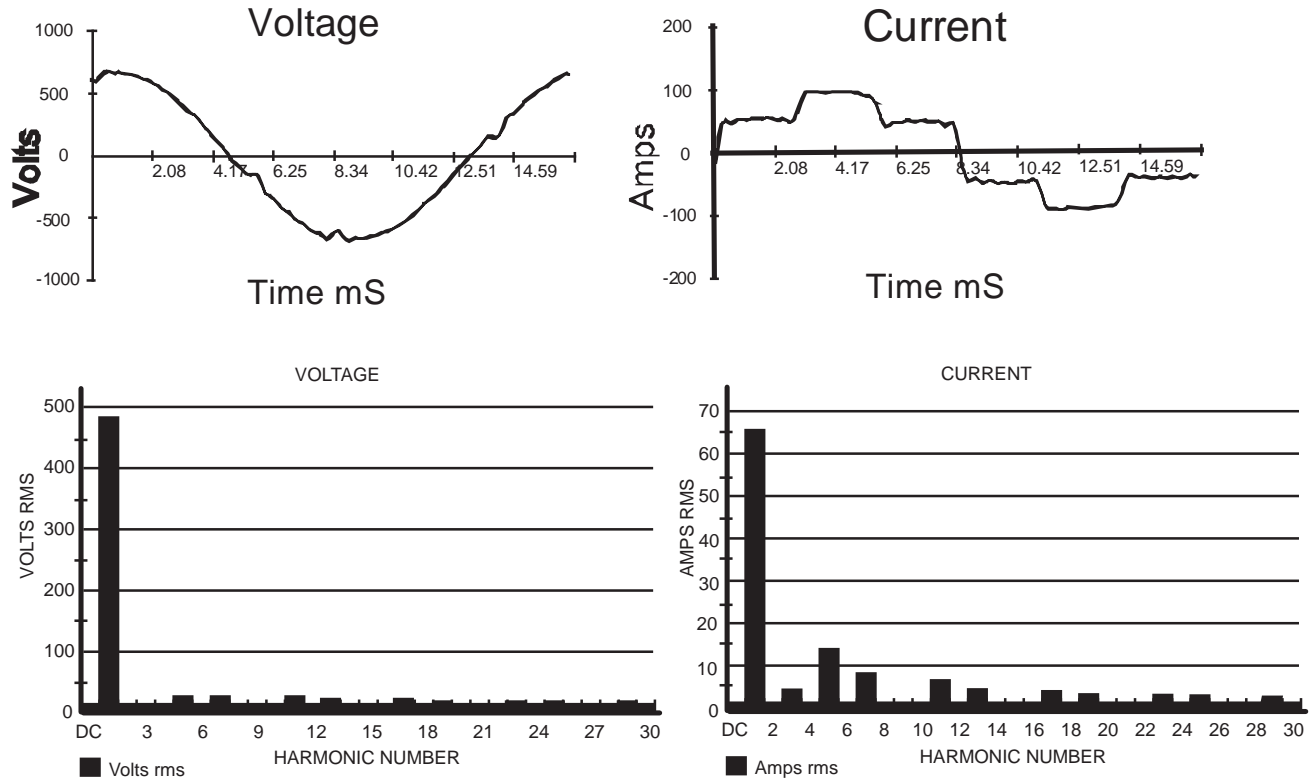 Voltage
1000
500
0
-500
-1000
Volts
2.08 4.17 6.25 8.34 10.42 12.51 14.59
Time mS
Current
200
100
0
-100
-200
Amps
2.08 4.17 6.25 8.34 10.42 12.51 14.59
Time mS
VOLTAGE
500
400
300
200
100
0
VOLTS RMS
DC 3 6 9 12 15 18 21 24 27 30
HARMONIC NUMBER
Volts rms
CURRENT
70
60
50
40
30
20
10
0
AMPS RMS
DC 2 4 6 8 10 12 14 16 18 20 22 24 26 28 30
HARMONIC NUMBER
Amps rms